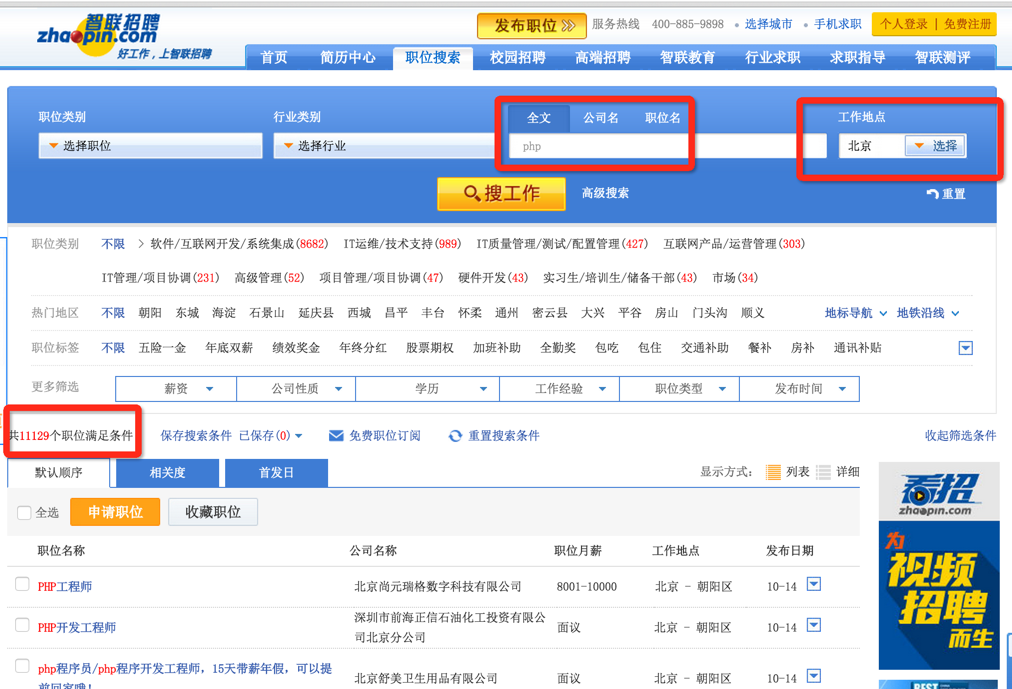 智联招聘
zhaopin.com
好工作，上智联招聘
发布职位 服务热线 400-885-9898 选择城市 手机求职 个人登录 | 免费注册
首页 简历中心 职位搜索 校园招聘 高端招聘 智联教育 行业求职 求职指导 智联测评
职位类别 行业类别 全文 公司名 职位名 工作地点
选择职位 选择行业 php 北京 选择
搜工作 高级搜索 重置
职位类别 不限 > 软件/互联网开发/系统集成(8682) IT运维/技术支持(989) IT质量管理/测试/配置管理(427) 互联网产品/运营管理(303)
IT管理/项目协调(231) 高级管理(52) 项目管理/项目协调(47) 硬件开发(43) 实习生/培训生/储备干部(43) 市场(34)
热门地区 不限 朝阳 东城 海淀 石景山 延庆县 西城 昌平 丰台 怀柔 通州 密云县 大兴 平谷 房山 门头沟 顺义 地标导航 地铁沿线
职位标签 不限 五险一金 年底双薪 绩效奖金 年终分红 股票期权 加班补助 全勤奖 包吃 包住 交通补助 餐补 房补 通讯补贴
更多筛选 薪资 公司性质 学历 工作经验 职位类型 发布时间
共11129个职位满足条件 保存搜索条件 已保存(0) 免费职位订阅 重置搜索条件 收起筛选条件
默认顺序 相关度 首发日 显示方式： 列表 详细
全选 申请职位 收藏职位
职位名称 公司名称 职位月薪 工作地点 发布日期
PHP工程师 北京尚元瑞格数字科技有限公司 8001-10000 北京 - 朝阳区 10-14
PHP开发工程师 深圳市前海正信石油化工投资有限公司北京分公司 面议 北京 - 朝阳区 10-14
php程序员/php程序开发工程师，15天带薪年假，可以提前回家哦！ 北京舒美卫生用品有限公司 面议 北京 - 朝阳区 10-14
看招
zhaopin.com
为
视频
招聘
而生
BEST